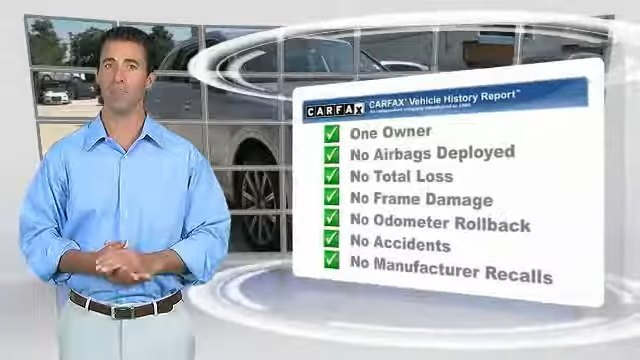 CARFAX CARFAX® Vehicle History Report™
One Owner
No Airbags Deployed
No Total Loss
No Frame Damage
No Odometer Rollback
No Accidents
No Manufacturer Recalls